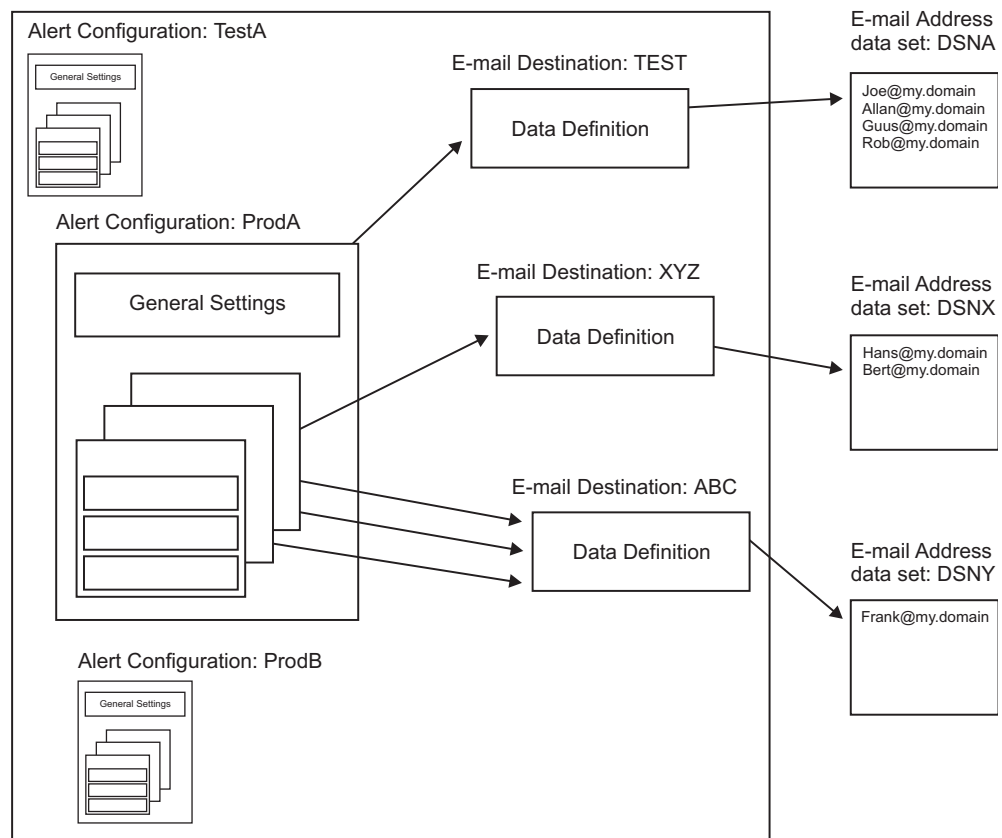 Alert Configuration: TestA
General Settings
E-mail Destination: TEST
Data Definition
E-mail Address
data set: DSNA
Joe@my.domain
Allan@my.domain
Guus@my.domain
Rob@my.domain
Alert Configuration: ProdA
General Settings
E-mail Destination: XYZ
Data Definition
E-mail Address
data set: DSNX
Hans@my.domain
Bert@my.domain
E-mail Destination: ABC
Data Definition
E-mail Address
data set: DSNY
Frank@my.domain
Alert Configuration: ProdB
General Settings